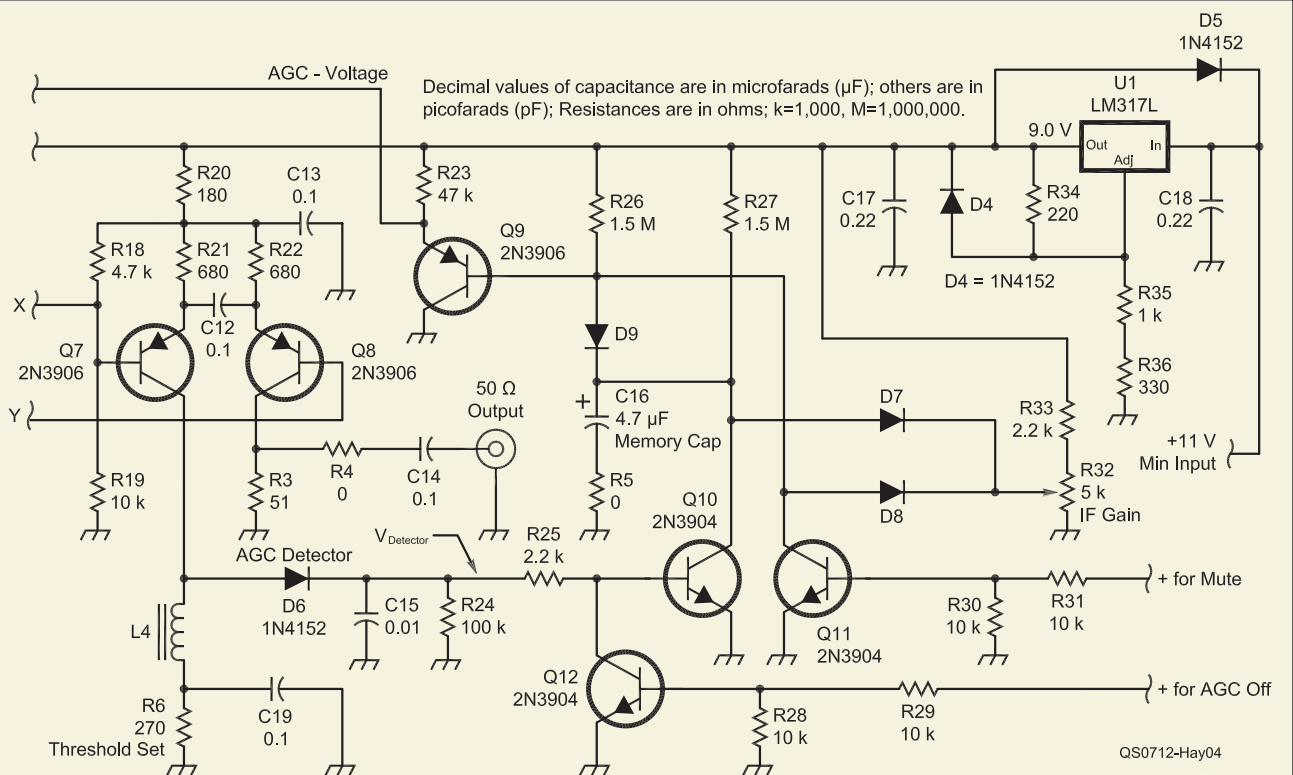 D5
1N4152
AGC - Voltage
Decimal values of capacitance are in microfarads (µF); others are in
picofarads (pF); Resistances are in ohms; k=1,000, M=1,000,000.
U1
LM317L
9.0 V
Out
In
Adj
R20
180
C13
0.1
R23
47 k
R26
1.5 M
R27
1.5 M
C17
0.22
D4
R34
220
C18
0.22
R18
4.7 k
R21
680
R22
680
Q9
2N3906
D4 = 1N4152
X
C12
0.1
R35
1 k
Q7
2N3906
Q8
2N3906
D9
R36
330
50 Ω
Output
C16
4.7 µF
Memory Cap
+
D7
R33
2.2 k
Y
+11 V
Min Input
R19
10 k
R3
51
R4
0
C14
0.1
R5
0
D8
R32
5 k
IF Gain
Q10
2N3904
AGC Detector
VDetector
R25
2.2 k
D6
1N4152
C15
0.01
R24
100 k
Q11
2N3904
R30
10 k
R31
10 k
+ for Mute
L4
Q12
2N3904
+ for AGC Off
R6
270
Threshold Set
C19
0.1
R28
10 k
R29
10 k
QS0712-Hay04